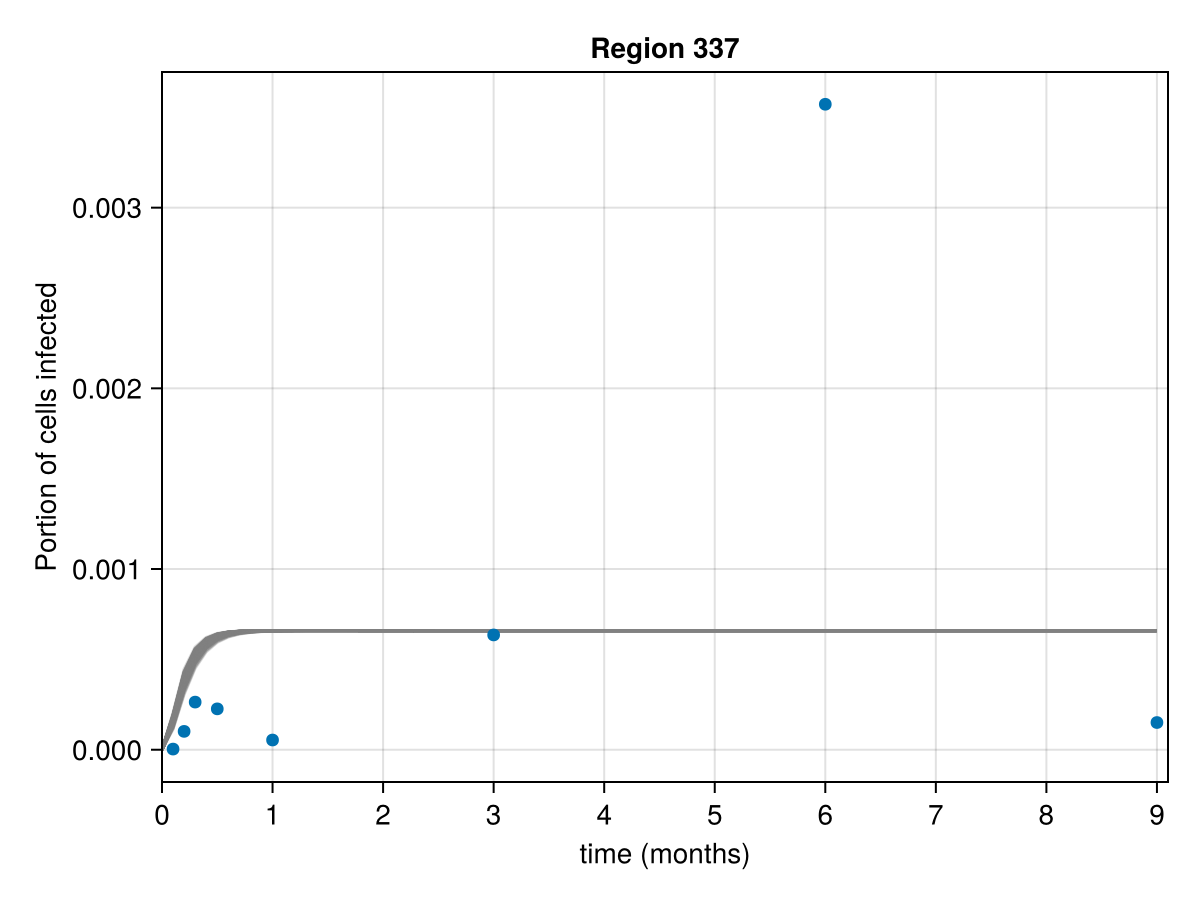 Region 337
Portion of cells infected
0.003
0.002
0.001
0.000
0 1 2 3 4 5 6 7 8 9
time (months)